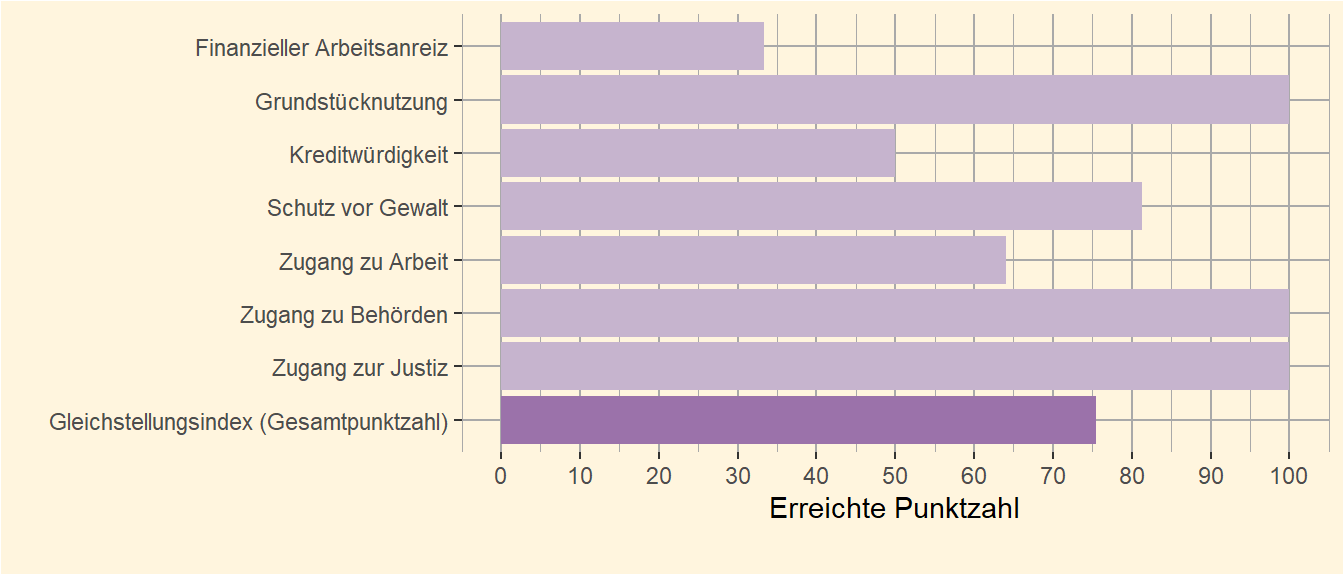 Finanzieller Arbeitsanreiz
Grundstücknutzung
Kreditwürdigkeit
Schutz vor Gewalt
Zugang zu Arbeit
Zugang zu Behörden
Zugang zur Justiz
Gleichstellungsindex (Gesamtpunktzahl)
0 10 20 30 40 50 60 70 80 90 100
Erreichte Punktzahl